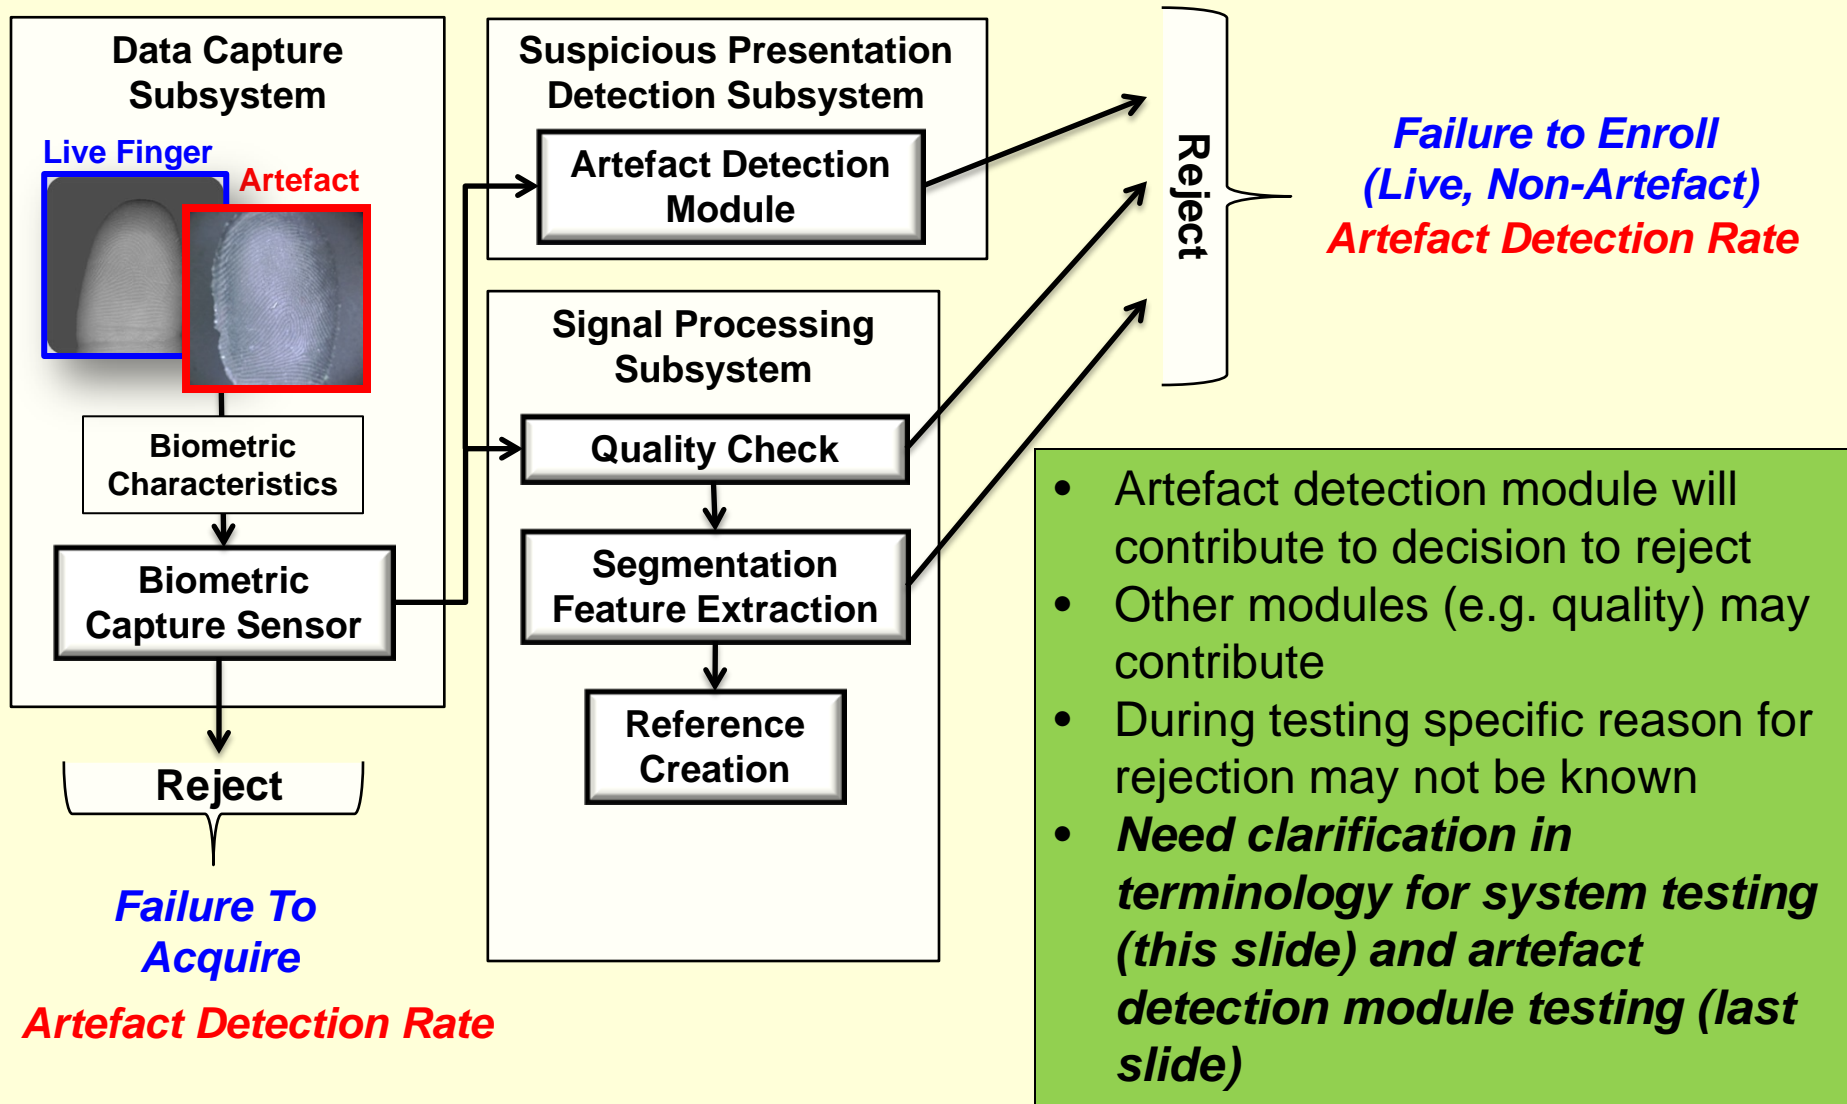 Data Capture
Subsystem
Live Finger
Artefact
Biometric
Characteristics
Biometric
Capture Sensor
Reject
Failure To
Acquire
Artefact Detection Rate
Suspicious Presentation
Detection Subsystem
Artefact Detection
Module
Signal Processing
Subsystem
Quality Check
Segmentation
Feature Extraction
Reference
Creation
Reject
Failure to Enroll
(Live, Non-Artefact)
Artefact Detection Rate
• Artefact detection module will
contribute to decision to reject
• Other modules (e.g. quality) may
contribute
• During testing specific reason for
rejection may not be known
• Need clarification in
terminology for system testing
(this slide) and artefact
detection module testing (last
slide)